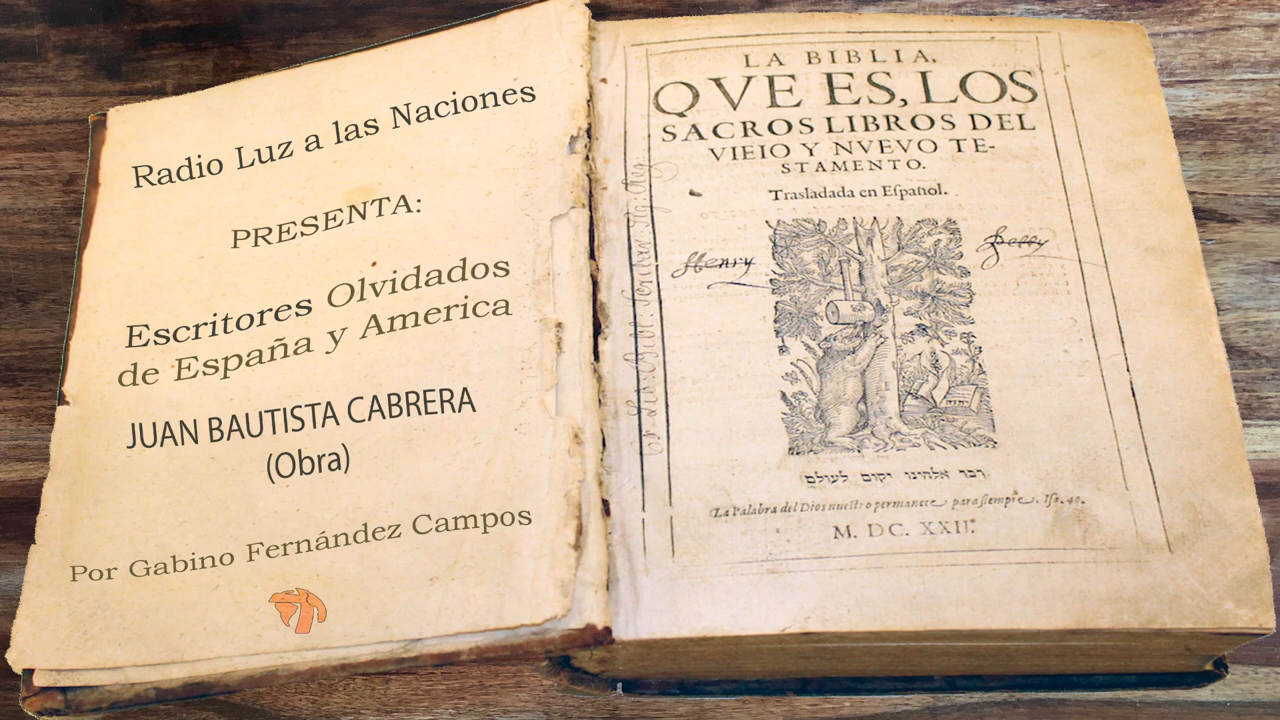 Radio Luz a las Naciones
PRESENTA:
Escritores Olvidados
de España y America
JUAN BAUTISTA CABRERA
(Obra)
Por Gabino Fernández Campos
LA BIBLIA,
QVE ES, LOS
SACROS LIBROS DEL
VIEIO Y NVEVO TE-
STAMENTO.
Trasladada en Eſpañol.
Henry
דבר אלהינו יקום לעולם
La Palabra del Dios nueſtro permanece para ſiempre. Iſa. 40.
M. DC. XXII.